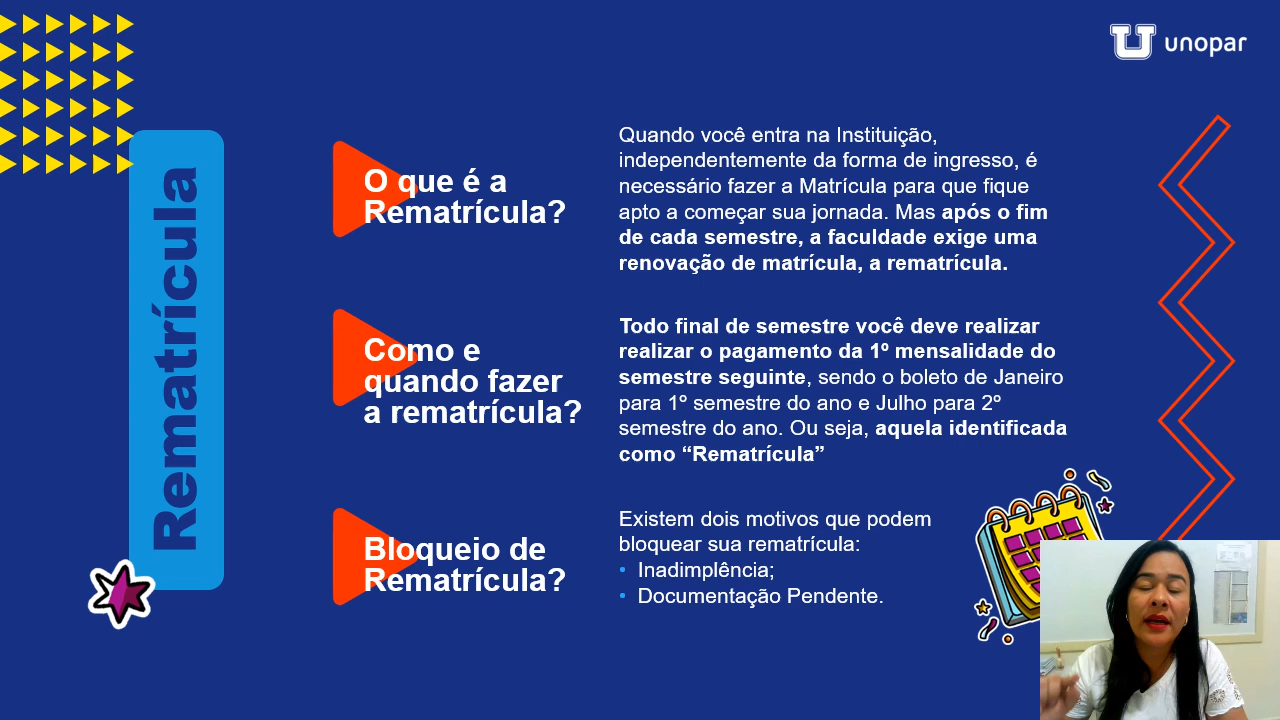 unopar
Rematrícula
O que é a
Rematrícula?
Quando você entra na Instituição,
independentemente da forma de ingresso, é
necessário fazer a Matrícula para que fique
apto a começar sua jornada. Mas após o fim
de cada semestre, a faculdade exige uma
renovação de matrícula, a rematrícula.
Como e
quando fazer
a rematrícula?
Todo final de semestre você deve realizar
realizar o pagamento da 1º mensalidade do
semestre seguinte, sendo o boleto de Janeiro
para 1º semestre do ano e Julho para 2º
semestre do ano. Ou seja, aquela identificada
como “Rematrícula”
Bloqueio de
Rematrícula?
Existem dois motivos que podem
bloquear sua rematrícula:
• Inadimplência;
• Documentação Pendente.